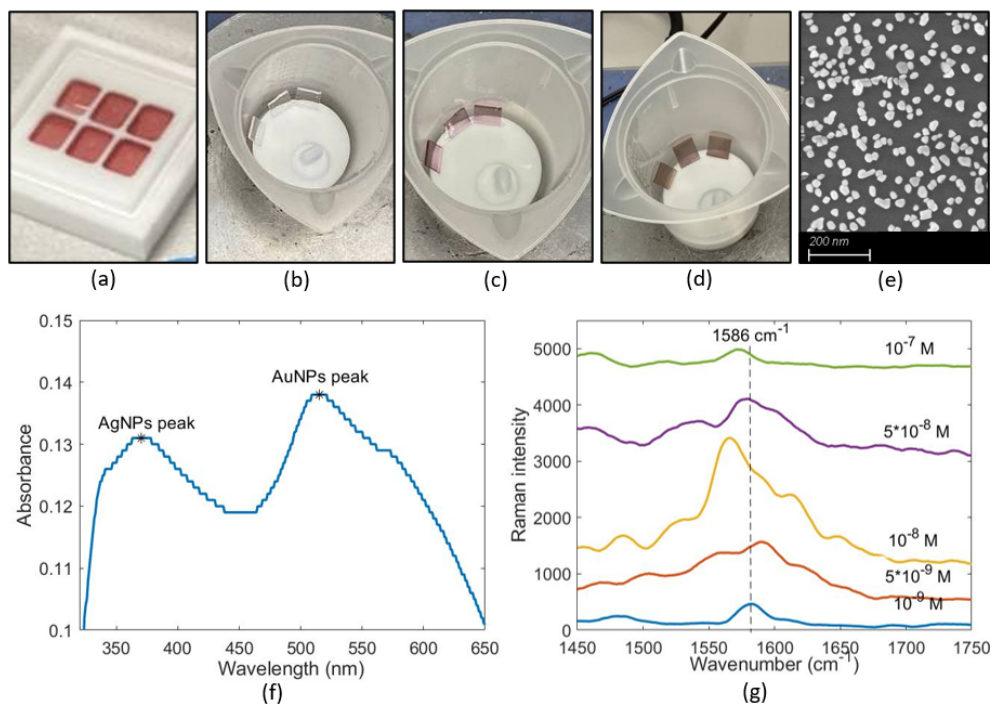 200 nm
(a)
(b)
(c)
(d)
(e)
0.15
0.14
0.13
0.12
0.11
0.1
Absorbance
AgNPs peak
AuNPs peak
350
400
450
500
550
600
650
Wavelength (nm)
(f)
5000
4000
3000
2000
1000
0
Raman intensity
1586 cm⁻¹
10⁻⁷ M
5*10⁻⁸ M
10⁻⁸ M
5*10⁻⁹ M
10⁻⁹ M
1450
1500
1550
1600
1650
1700
1750
Wavenumber (cm⁻¹)
(g)